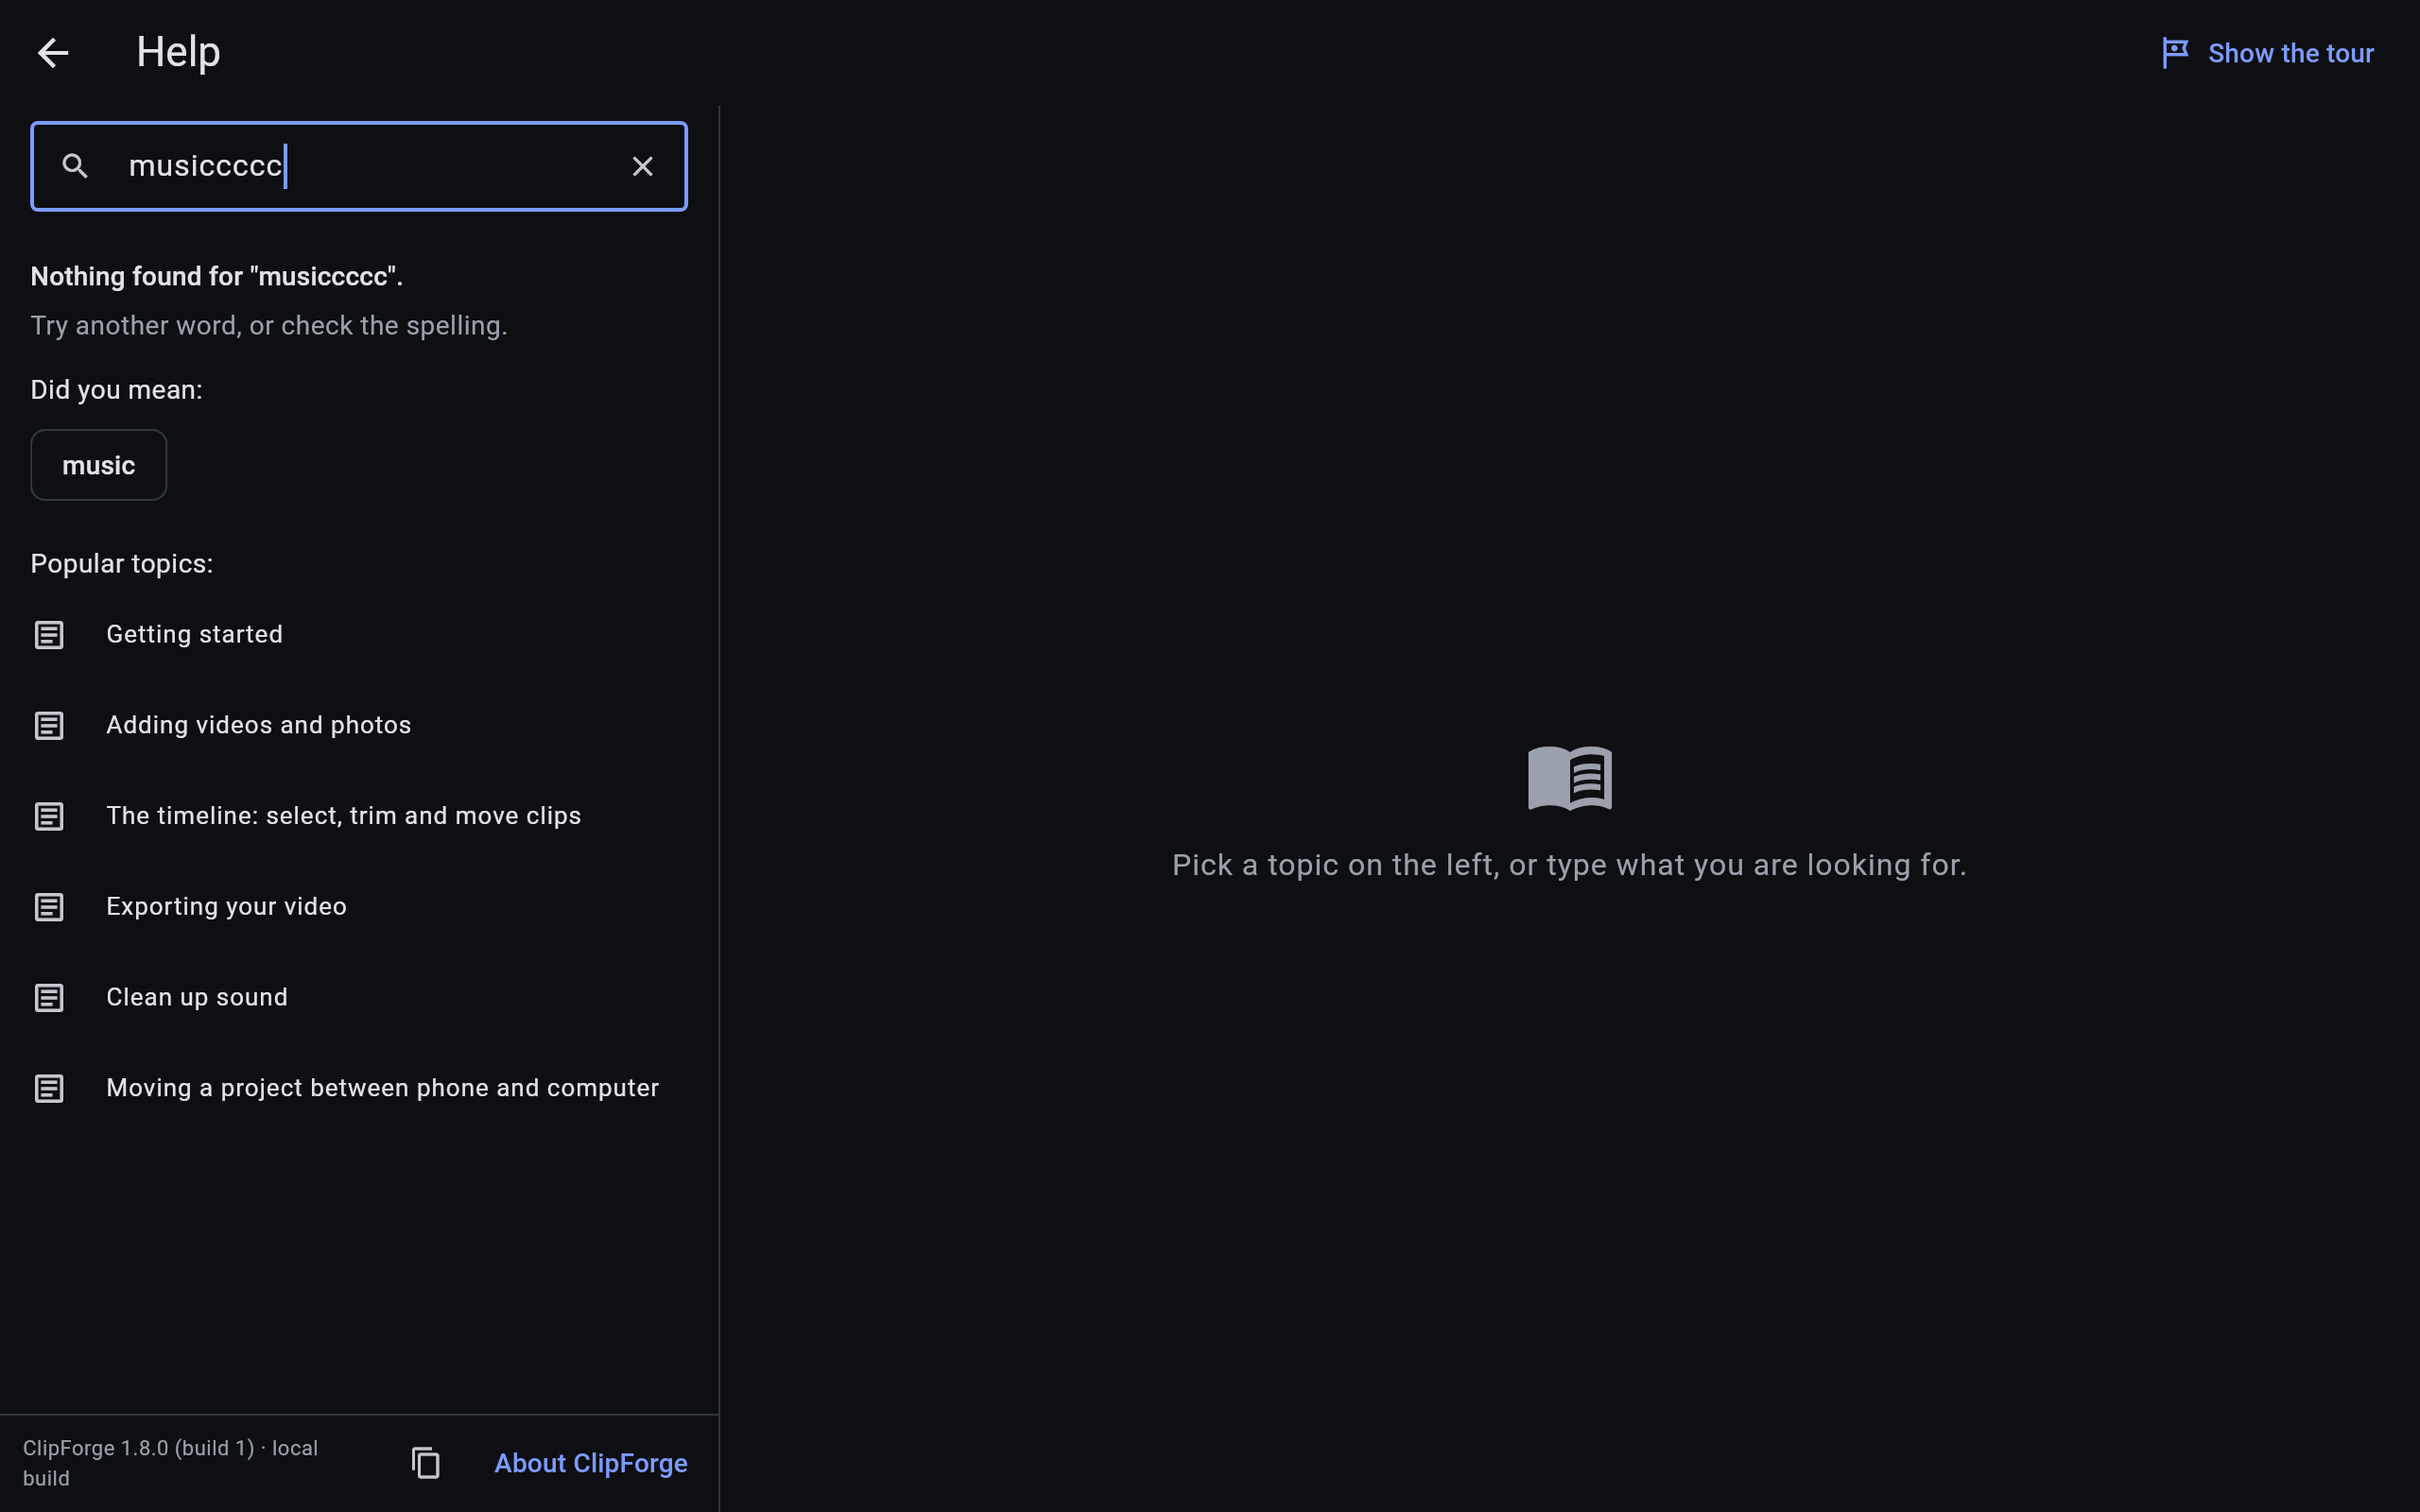 Help
Show the tour
musiccccc
Nothing found for "musiccccc".
Try another word, or check the spelling.
Did you mean:
music
Popular topics:
Getting started
Adding videos and photos
The timeline: select, trim and move clips
Exporting your video
Clean up sound
Moving a project between phone and computer
Pick a topic on the left, or type what you are looking for.
ClipForge 1.8.0 (build 1) · local
build
About ClipForge